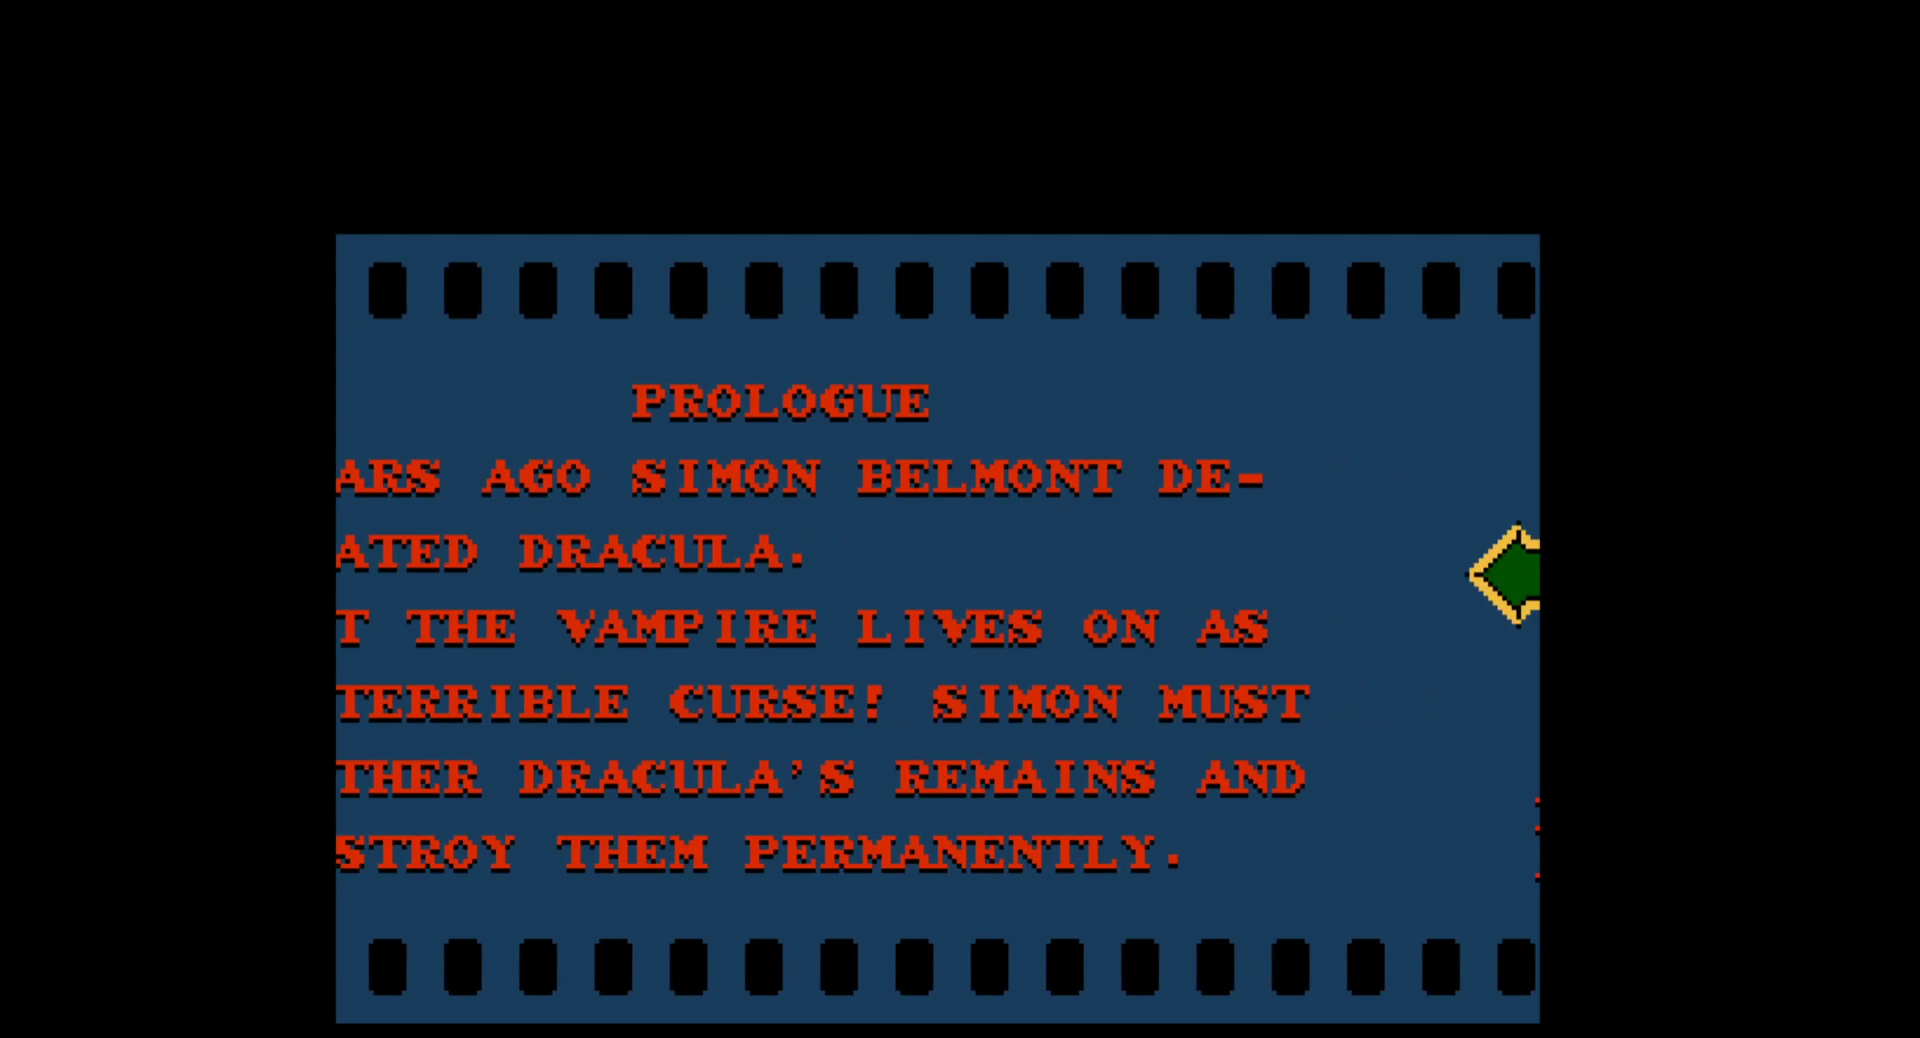 PROLOGUE
ARS AGO SIMON BELMONT DE-
ATED DRACULA.
T THE VAMPIRE LIVES ON AS
TERRIBLE CURSE! SIMON MUST
THER DRACULA'S REMAINS AND
STROY THEM PERMANENTLY.